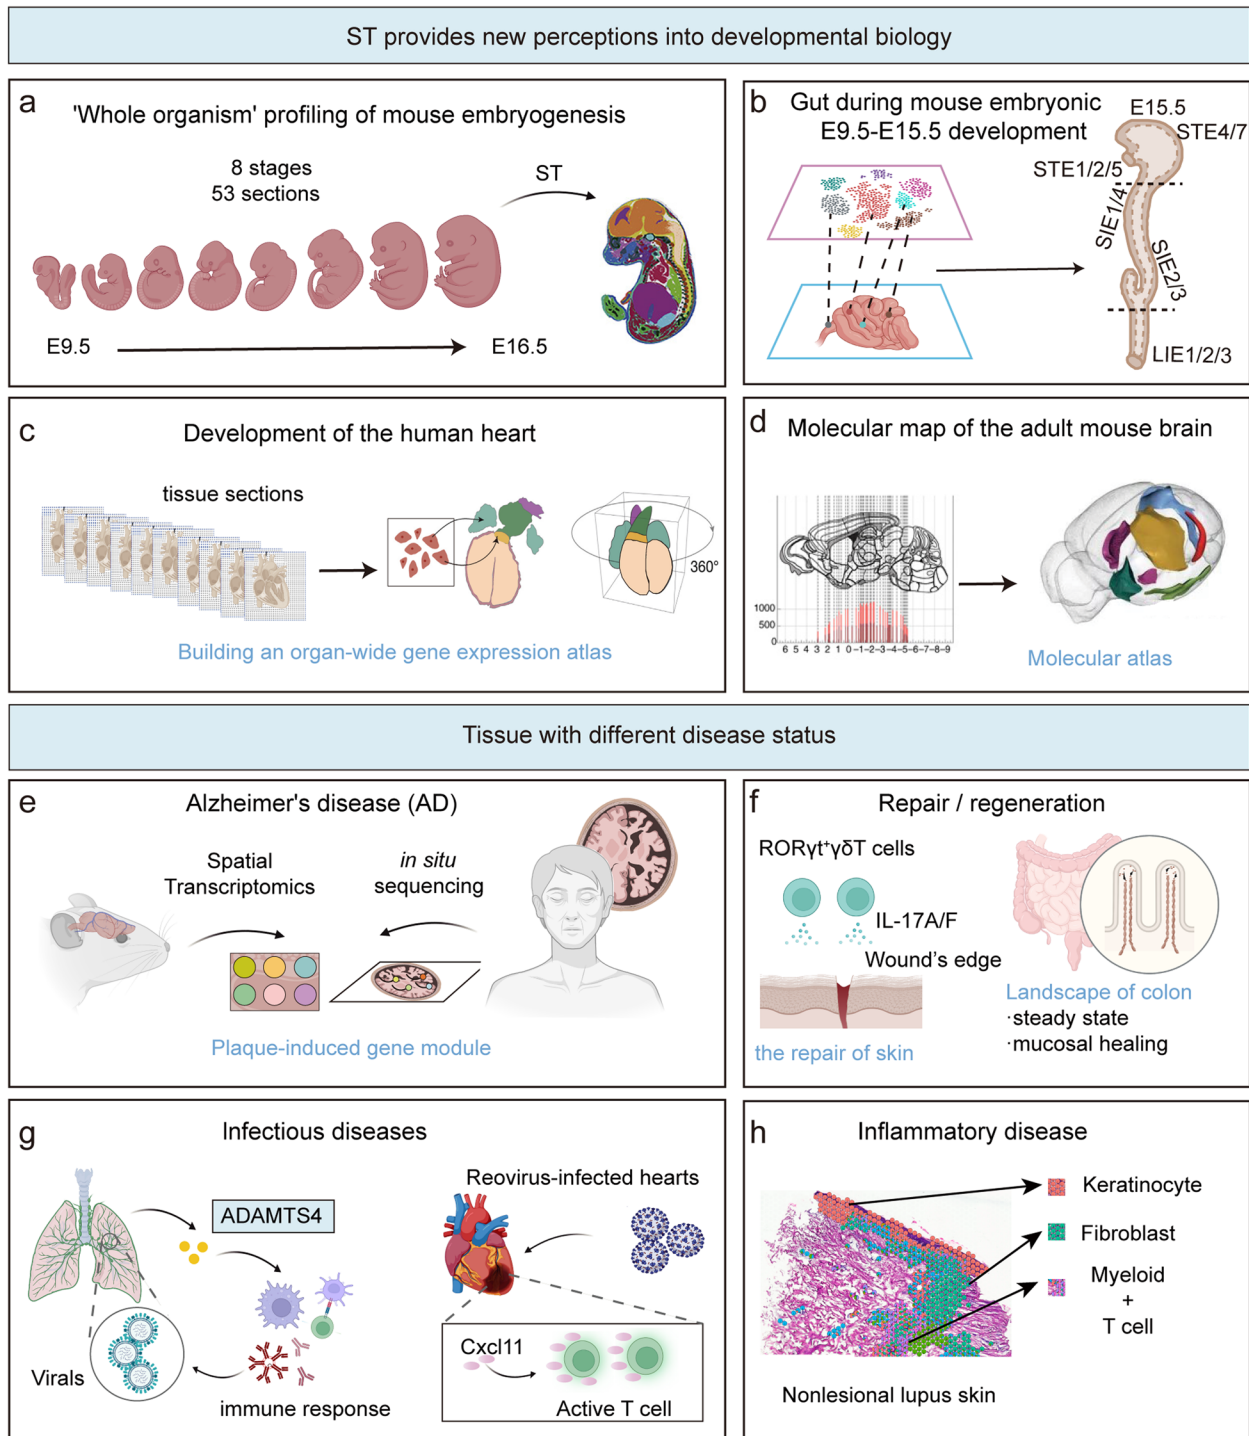 ST provides new perceptions into developmental biology
a
'Whole organism' profiling of mouse embryogenesis
8 stages
53 sections
ST
E9.5
E16.5
b
Gut during mouse embryonic
E9.5-E15.5 development
E15.5
STE4/7
STE1/2/5
SIE1/4
SIE2/3
LIE1/2/3
c
Development of the human heart
tissue sections
360°
Building an organ-wide gene expression atlas
d
Molecular map of the adult mouse brain
1000
500
0
6 5 4 3 2 1 0 -1 -2 -3 -4 -5 -6 -7 -8 -9
Molecular atlas
Tissue with different disease status
e
Alzheimer's disease (AD)
Spatial
Transcriptomics
in situ
sequencing
Plaque-induced gene module
f
Repair / regeneration
RORγt⁺γδT cells
IL-17A/F
Wound's edge
the repair of skin
Landscape of colon
·steady state
·mucosal healing
g
Infectious diseases
ADAMTS4
Virals
immune response
Reovirus-infected hearts
Cxcl11
Active T cell
h
Inflammatory disease
Keratinocyte
Fibroblast
Myeloid
+
T cell
Nonlesional lupus skin